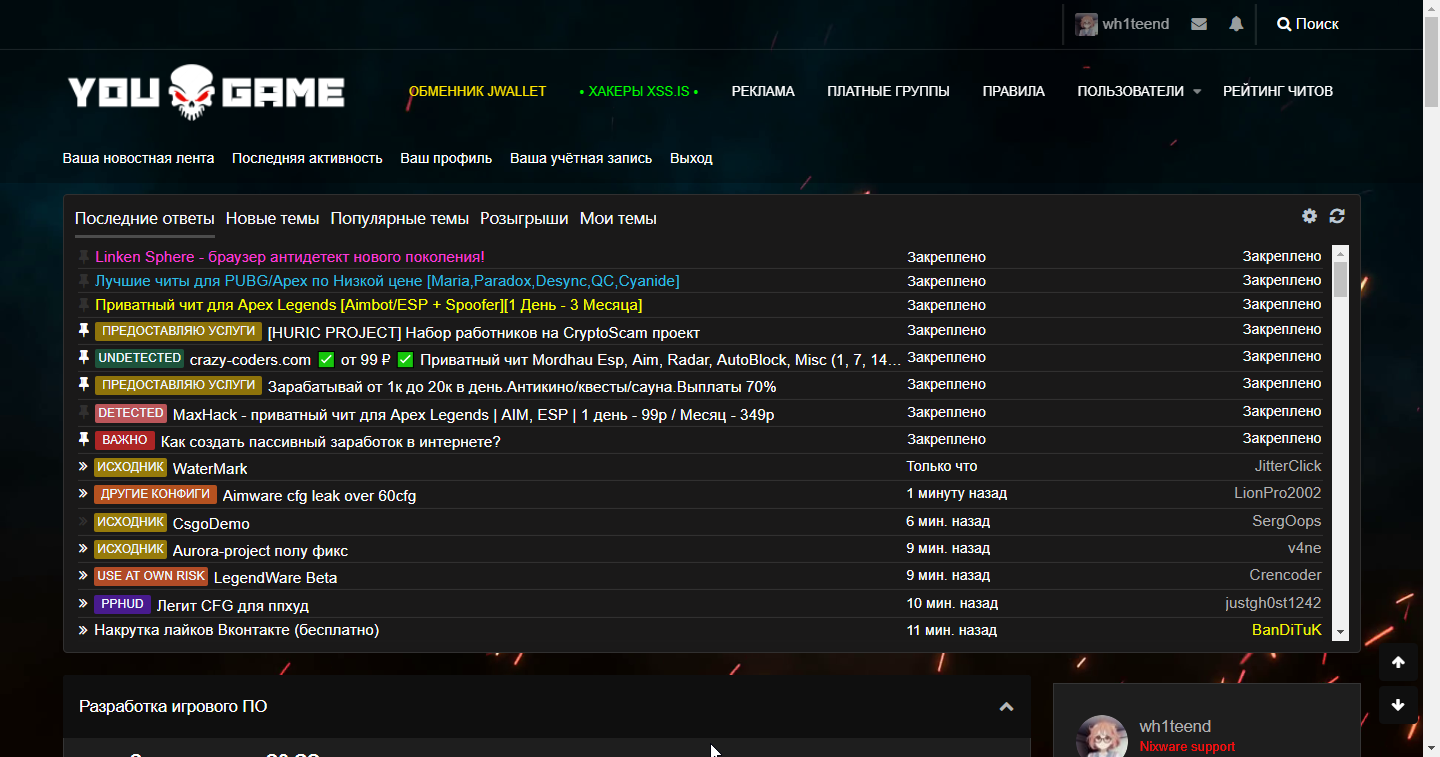 wh1teend Поиск
YOU GAME
ОБМЕННИК JWALLET • ХАКЕРЫ XSS.IS • РЕКЛАМА ПЛАТНЫЕ ГРУППЫ ПРАВИЛА ПОЛЬЗОВАТЕЛИ РЕЙТИНГ ЧИТОВ
Ваша новостная лента Последняя активность Ваш профиль Ваша учётная запись Выход
Последние ответы Новые темы Популярные темы Розыгрыши Мои темы
Linken Sphere - браузер антидетект нового поколения! Закреплено Закреплено
Лучшие читы для PUBG/Apex по Низкой цене [Maria,Paradox,Desync,QC,Cyanide] Закреплено Закреплено
Приватный чит для Apex Legends [Aimbot/ESP + Spoofer][1 День - 3 Месяца] Закреплено Закреплено
ПРЕДОСТАВЛЯЮ УСЛУГИ [HURIC PROJECT] Набор работников на CryptoScam проект Закреплено Закреплено
UNDETECTED crazy-coders.com ✅ от 99 ₽ ✅ Приватный чит Mordhau Esp, Aim, Radar, AutoBlock, Misc (1, 7, 14... Закреплено Закреплено
ПРЕДОСТАВЛЯЮ УСЛУГИ Зарабатывай от 1к до 20к в день.Антикино/квесты/сауна.Выплаты 70% Закреплено Закреплено
DETECTED MaxHack - приватный чит для Apex Legends | AIM, ESP | 1 день - 99р / Месяц - 349р Закреплено Закреплено
ВАЖНО Как создать пассивный заработок в интернете? Закреплено Закреплено
ИСХОДНИК WaterMark Только что JitterClick
ДРУГИЕ КОНФИГИ Aimware cfg leak over 60cfg 1 минуту назад LionPro2002
ИСХОДНИК CsgoDemo 6 мин. назад SergOops
ИСХОДНИК Aurora-project полу фикс 9 мин. назад v4ne
USE AT OWN RISK LegendWare Beta 9 мин. назад Crencoder
PPHUD Легит CFG для ппхуд 10 мин. назад justgh0st1242
Накрутка лайков Вконтакте (бесплатно) 11 мин. назад BanDiTuK
Разработка игрового ПО
wh1teend
Nixware support